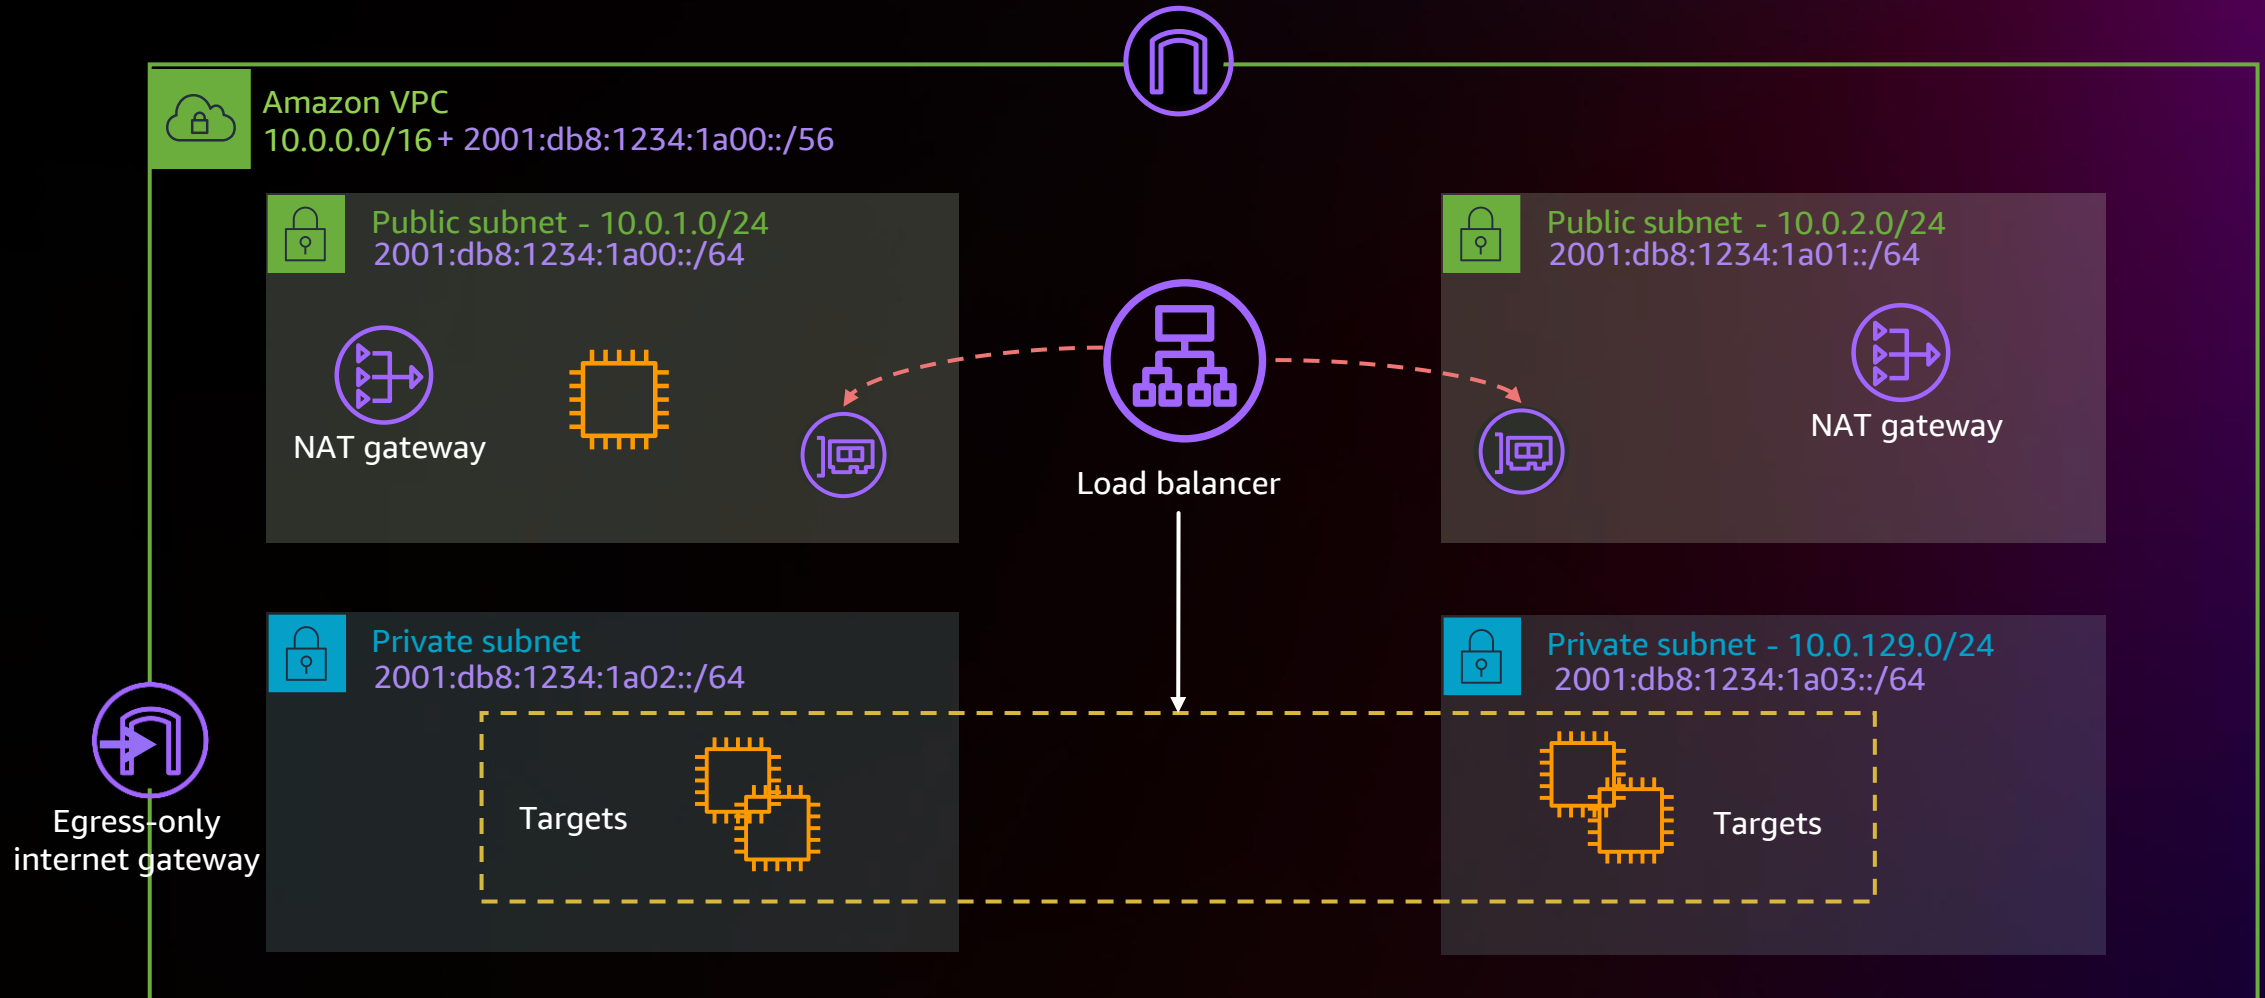 Amazon VPC
10.0.0.0/16 + 2001:db8:1234:1a00::/56
Public subnet - 10.0.1.0/24
2001:db8:1234:1a00::/64
NAT gateway
Load balancer
Public subnet - 10.0.2.0/24
2001:db8:1234:1a01::/64
NAT gateway
Private subnet
2001:db8:1234:1a02::/64
Targets
Private subnet - 10.0.129.0/24
2001:db8:1234:1a03::/64
Targets
Egress-only
internet gateway